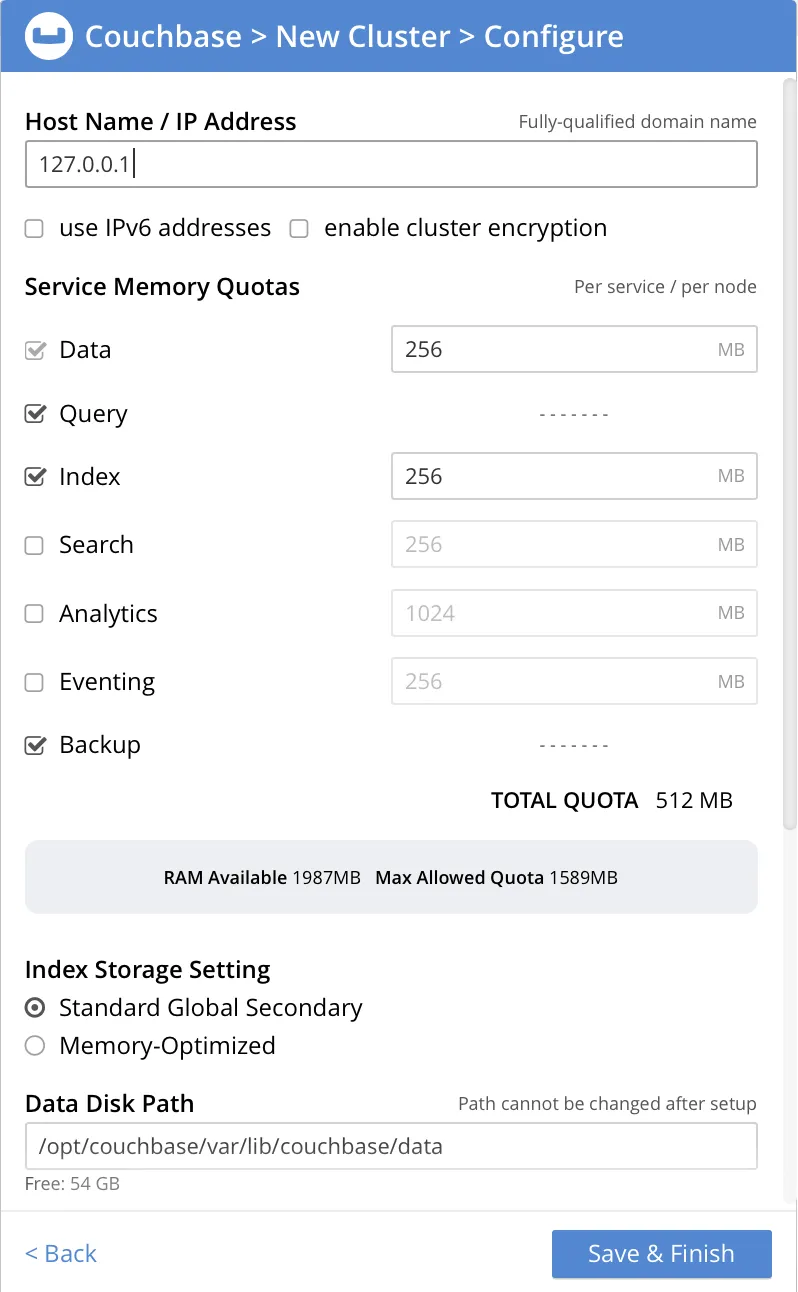 Couchbase > New Cluster > Configure
Host Name / IP Address Fully-qualified domain name
127.0.0.1
use IPv6 addresses enable cluster encryption
Service Memory Quotas Per service / per node
Data 256 MB
Query -------
Index 256 MB
Search 256 MB
Analytics 1024 MB
Eventing 256 MB
Backup -------
TOTAL QUOTA 512 MB
RAM Available 1987MB Max Allowed Quota 1589MB
Index Storage Setting
Standard Global Secondary
Memory-Optimized
Data Disk Path Path cannot be changed after setup
/opt/couchbase/var/lib/couchbase/data
Free: 54 GB
< Back Save & Finish